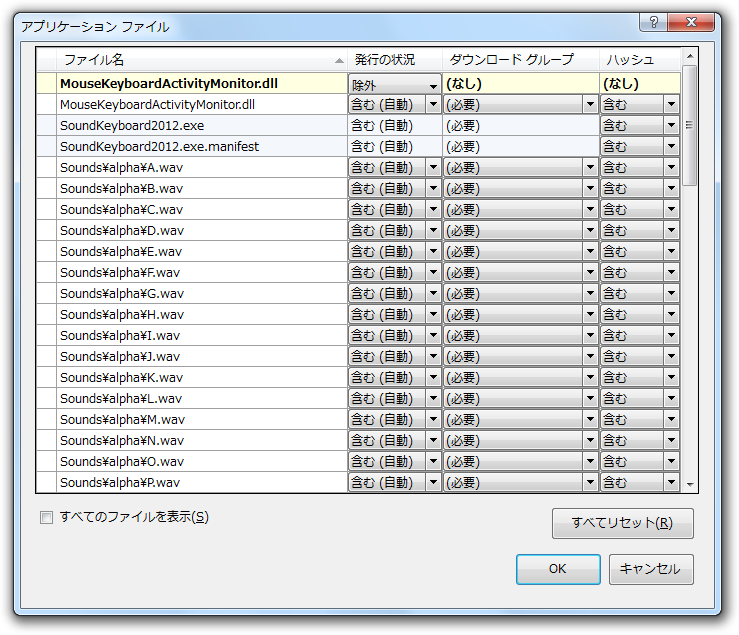 アプリケーション ファイル
ファイル名 発行の状況 ダウンロード グループ ハッシュ
MouseKeyboardActivityMonitor.dll 除外 (なし) (なし)
MouseKeyboardActivityMonitor.dll 含む (自動) (必要) 含む
SoundKeyboard2012.exe 含む (自動) (必要) 含む
SoundKeyboard2012.exe.manifest 含む (自動) (必要) 含む
Sounds¥alpha¥A.wav 含む (自動) (必要) 含む
Sounds¥alpha¥B.wav 含む (自動) (必要) 含む
Sounds¥alpha¥C.wav 含む (自動) (必要) 含む
Sounds¥alpha¥D.wav 含む (自動) (必要) 含む
Sounds¥alpha¥E.wav 含む (自動) (必要) 含む
Sounds¥alpha¥F.wav 含む (自動) (必要) 含む
Sounds¥alpha¥G.wav 含む (自動) (必要) 含む
Sounds¥alpha¥H.wav 含む (自動) (必要) 含む
Sounds¥alpha¥I.wav 含む (自動) (必要) 含む
Sounds¥alpha¥J.wav 含む (自動) (必要) 含む
Sounds¥alpha¥K.wav 含む (自動) (必要) 含む
Sounds¥alpha¥L.wav 含む (自動) (必要) 含む
Sounds¥alpha¥M.wav 含む (自動) (必要) 含む
Sounds¥alpha¥N.wav 含む (自動) (必要) 含む
Sounds¥alpha¥O.wav 含む (自動) (必要) 含む
Sounds¥alpha¥P.wav 含む (自動) (必要) 含む
すべてのファイルを表示(S)
すべてリセット(R)
OK キャンセル